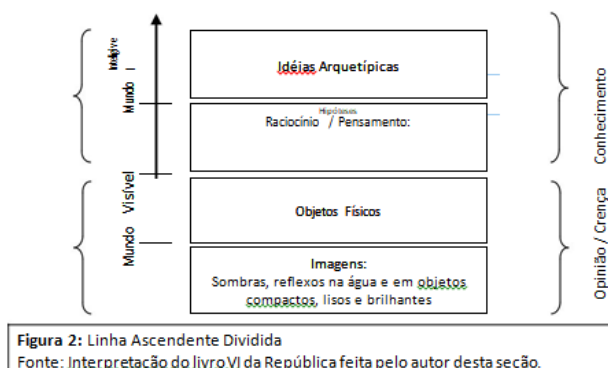 Mundo Inteligível
Idéias Arquetípicas
Hipóteses
Raciocínio / Pensamento:
Conhecimento
Mundo Visível
Objetos Físicos
Imagens:
Sombras, reflexos na água e em objetos
compactos, lisos e brilhantes
Opinião / Crença
Figura 2: Linha Ascendente Dividida
Fonte: Interpretação do livro VI da República feita pelo autor desta seção.